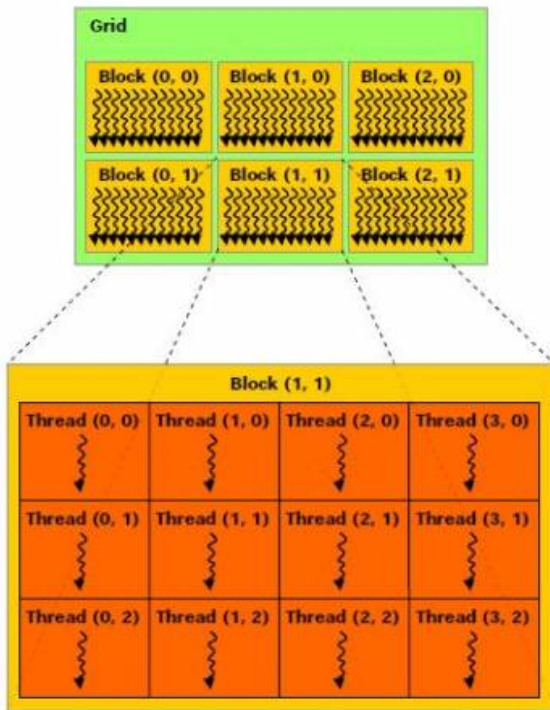 Grid
Block (0, 0) Block (1, 0) Block (2, 0)
Block (0, 1) Block (1, 1) Block (2, 1)
Block (1, 1)
Thread (0, 0) Thread (1, 0) Thread (2, 0) Thread (3, 0)
Thread (0, 1) Thread (1, 1) Thread (2, 1) Thread (3, 1)
Thread (0, 2) Thread (1, 2) Thread (2, 2) Thread (3, 2)